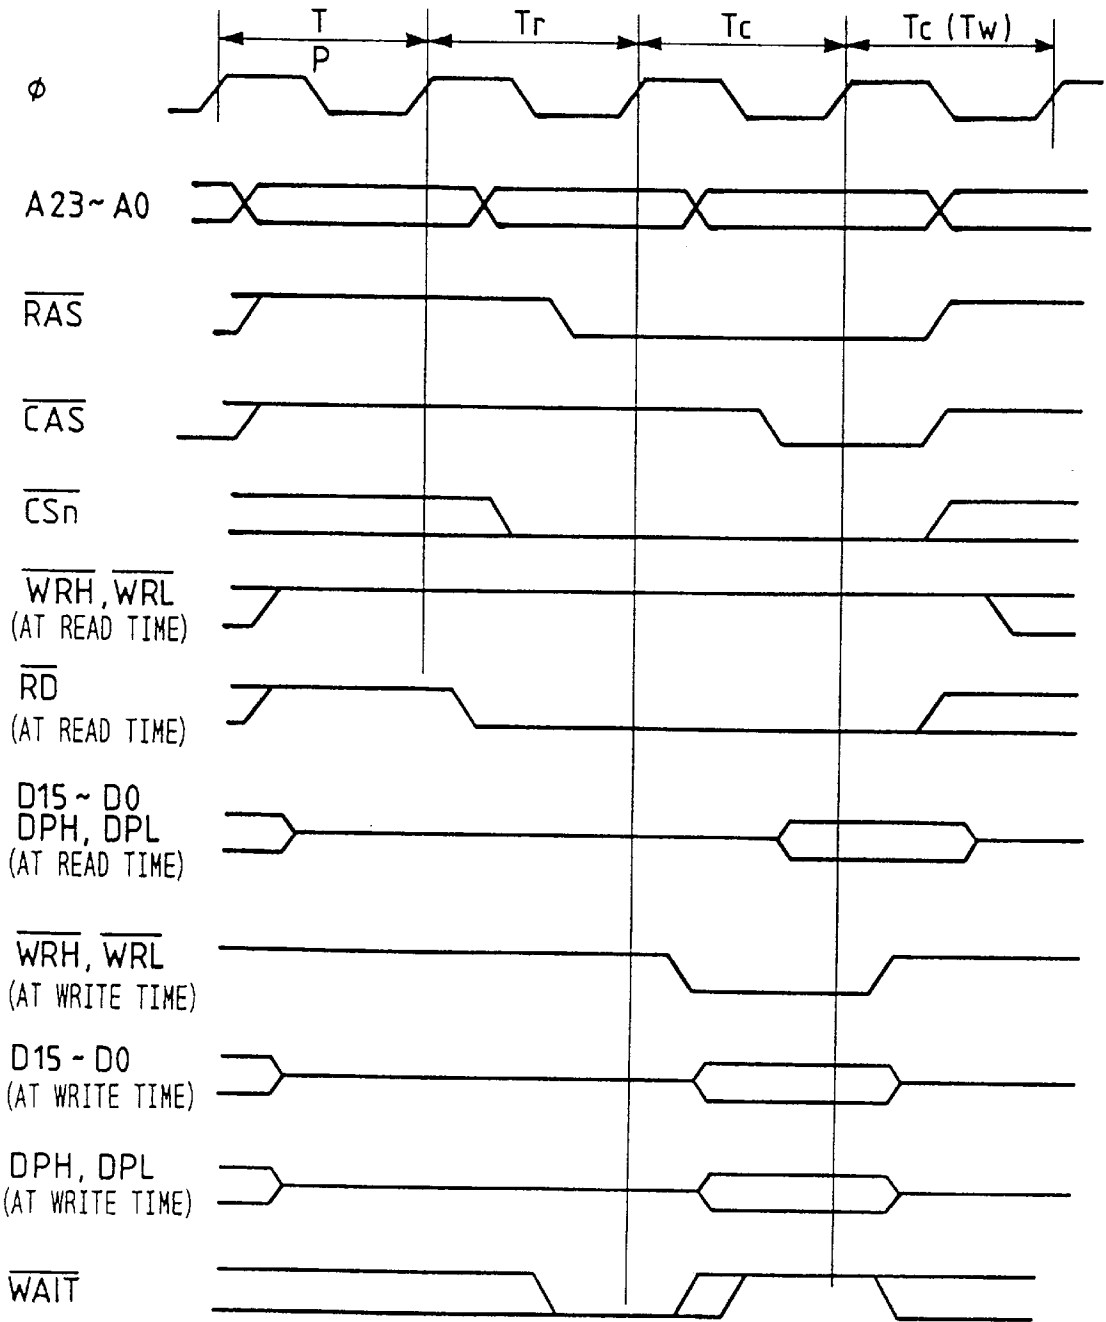 T Tr Tc Tc (Tw)
P
ϕ
A23~A0
RAS
CAS
CSn
WRH, WRL
(AT READ TIME)
RD
(AT READ TIME)
D15~D0
DPH, DPL
(AT READ TIME)
WRH, WRL
(AT WRITE TIME)
D15~D0
(AT WRITE TIME)
DPH, DPL
(AT WRITE TIME)
WAIT